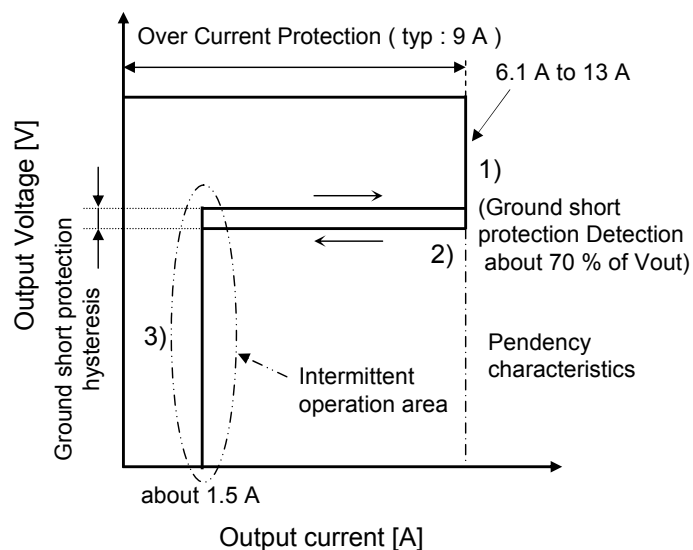 Over Current Protection ( typ : 9 A )
6.1 A to 13 A
Output Voltage [V]
Ground short protection
hysteresis
1)
(Ground short
protection Detection
about 70 % of Vout)
2)
3)
Pendency
characteristics
Intermittent
operation area
about 1.5 A
Output current [A]